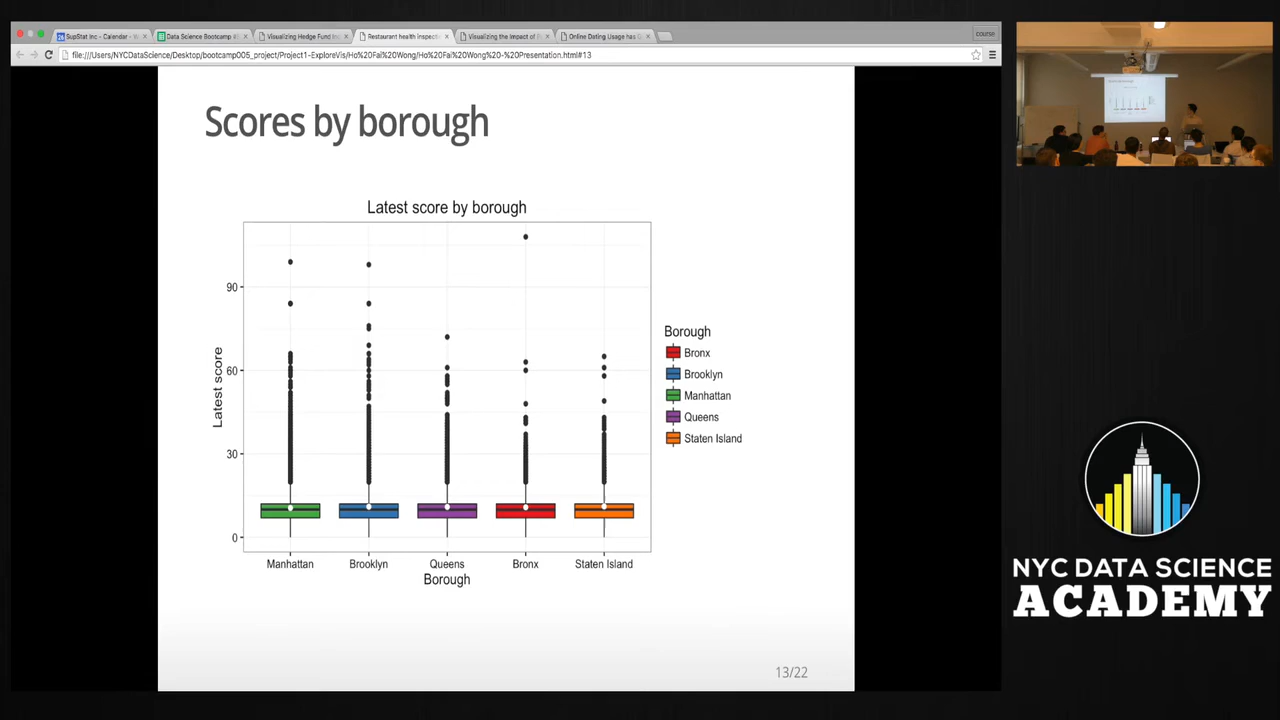 SupStat Inc - Calendar - W
Data Science Bootcamp #
Visualizing Hedge Fund In
Restaurant health inspect
Visualizing the Impact of
Online Dating Usage has
course
file:///Users/NYCDataScience/Desktop/bootcamp005_project/Project1-ExploreVis/Ho%20Fai%20Wong/Ho%20Fai%20Wong%20-%20Presentation.html#13
Scores by borough
Latest score by borough
Latest score
90
60
30
0
Manhattan
Brooklyn
Queens
Bronx
Staten Island
Borough
Borough
Bronx
Brooklyn
Manhattan
Queens
Staten Island
13/22
NYC DATA SCIENCE
ACADEMY